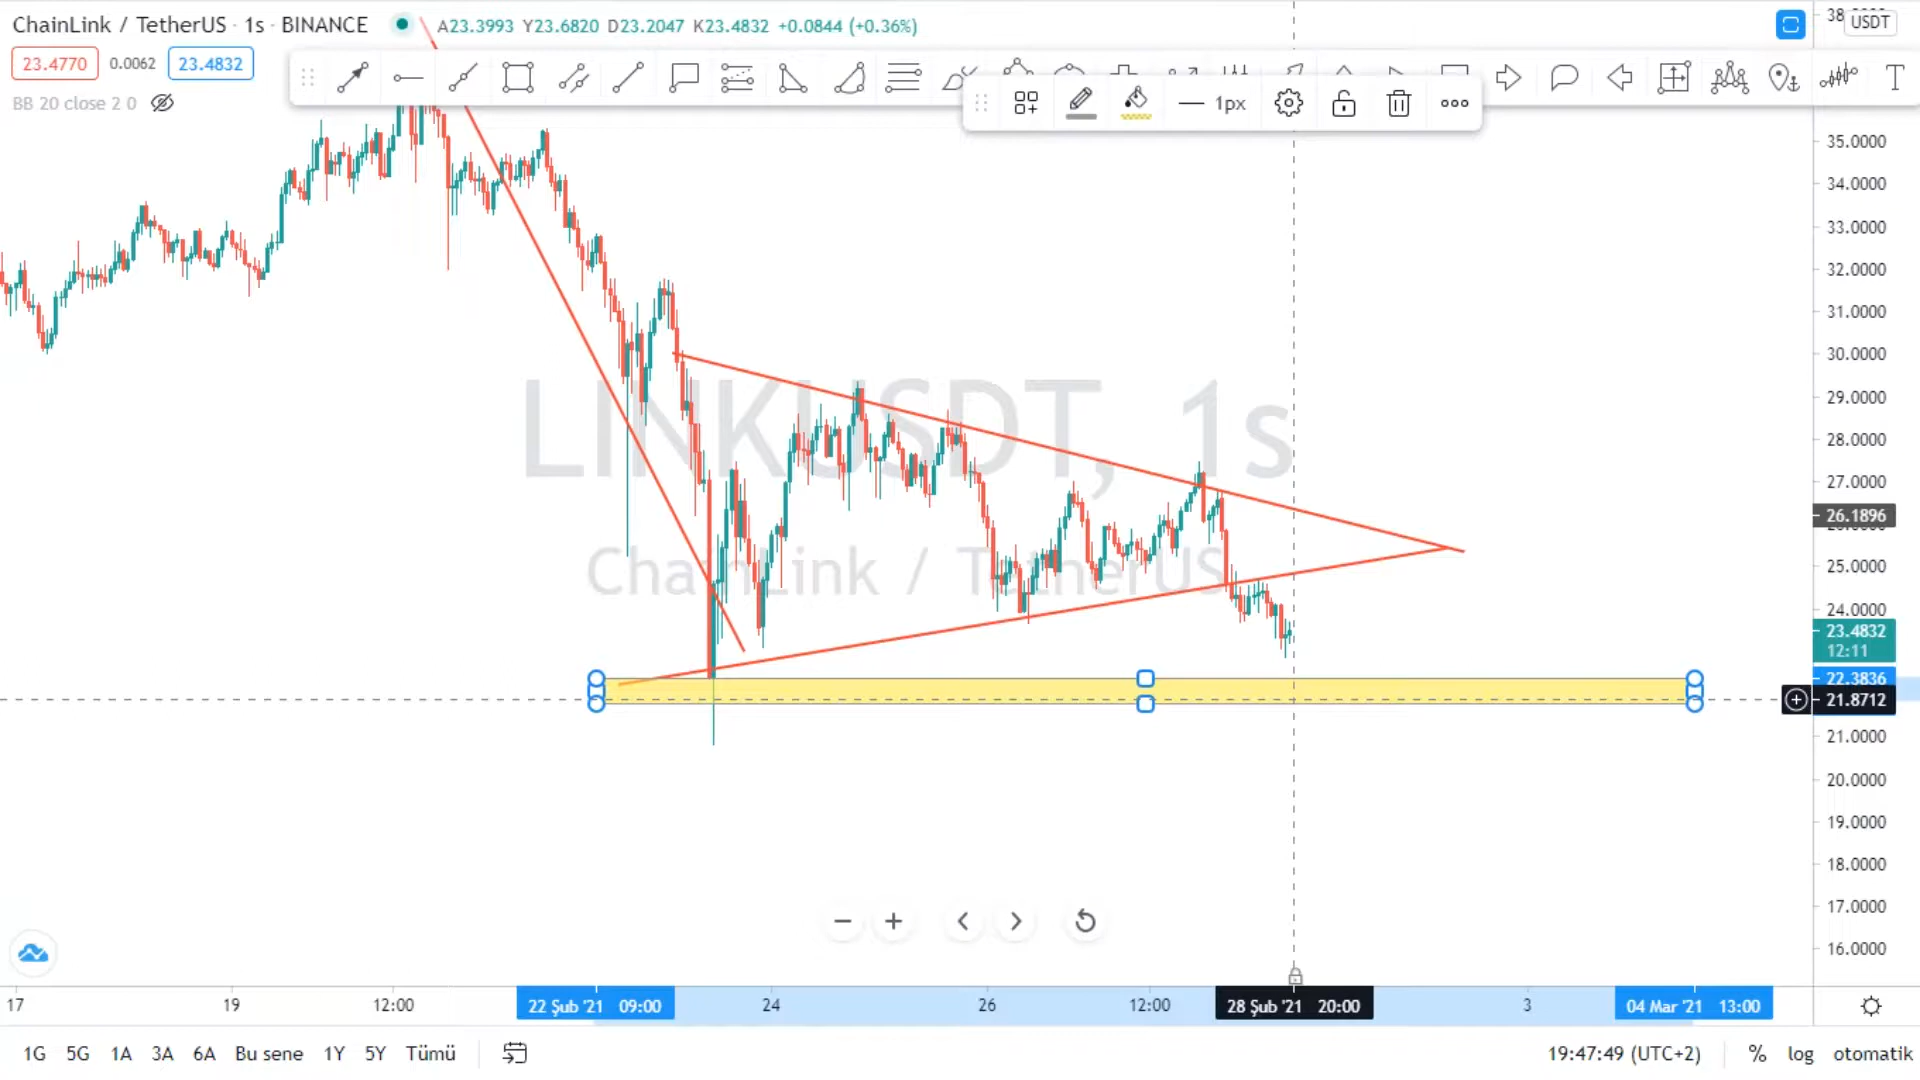 ChainLink / TetherUS · 1s · BINANCE A23.3993 Y23.6820 D23.2047 K23.4832 +0.0844 (+0.36%)
23.4770 0.0062 23.4832
BB 20 close 2 0
1px
T
USDT
35.0000
34.0000
33.0000
32.0000
31.0000
30.0000
29.0000
28.0000
27.0000
26.1896
25.0000
24.0000
23.4832
12:11
22.3836
21.8712
21.0000
20.0000
19.0000
18.0000
17.0000
16.0000
LINKUSDT, 1s
ChainLink / TetherUS
17 19 12:00 22 Şub '21 09:00 24 26 12:00 28 Şub '21 20:00 3 04 Mar '21 13:00
1G 5G 1A 3A 6A Bu sene 1Y 5Y Tümü 19:47:49 (UTC+2) % log otomatik